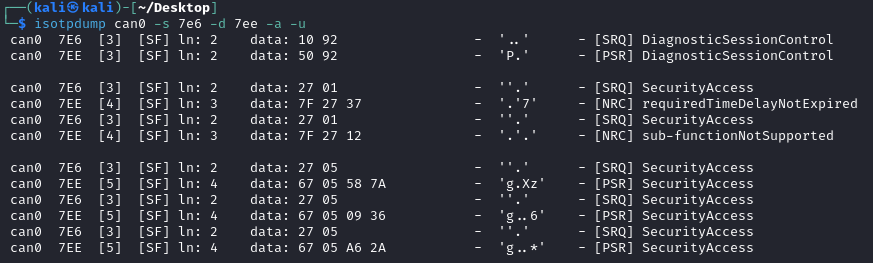 ┌──(kali㉿kali)-[~/Desktop]
└─$ isotpdump can0 -s 7e6 -d 7ee -a -u
can0  7E6  [3]  [SF] ln: 2    data: 10 92                   -  '..'      - [SRQ] DiagnosticSessionControl
can0  7EE  [3]  [SF] ln: 2    data: 50 92                   -  'P.'      - [PSR] DiagnosticSessionControl

can0  7E6  [3]  [SF] ln: 2    data: 27 01                   -  ''.'      - [SRQ] SecurityAccess
can0  7EE  [4]  [SF] ln: 3    data: 7F 27 37                -  '.'7'     - [NRC] requiredTimeDelayNotExpired
can0  7E6  [3]  [SF] ln: 2    data: 27 01                   -  ''.'      - [SRQ] SecurityAccess
can0  7EE  [4]  [SF] ln: 3    data: 7F 27 12                -  '.'.'     - [NRC] sub-functionNotSupported

can0  7E6  [3]  [SF] ln: 2    data: 27 05                   -  ''.'      - [SRQ] SecurityAccess
can0  7EE  [5]  [SF] ln: 4    data: 67 05 58 7A             -  'g.Xz'    - [PSR] SecurityAccess
can0  7E6  [3]  [SF] ln: 2    data: 27 05                   -  ''.'      - [SRQ] SecurityAccess
can0  7EE  [5]  [SF] ln: 4    data: 67 05 09 36             -  'g..6'    - [PSR] SecurityAccess
can0  7E6  [3]  [SF] ln: 2    data: 27 05                   -  ''.'      - [SRQ] SecurityAccess
can0  7EE  [5]  [SF] ln: 4    data: 67 05 A6 2A             -  'g..*'    - [PSR] SecurityAccess